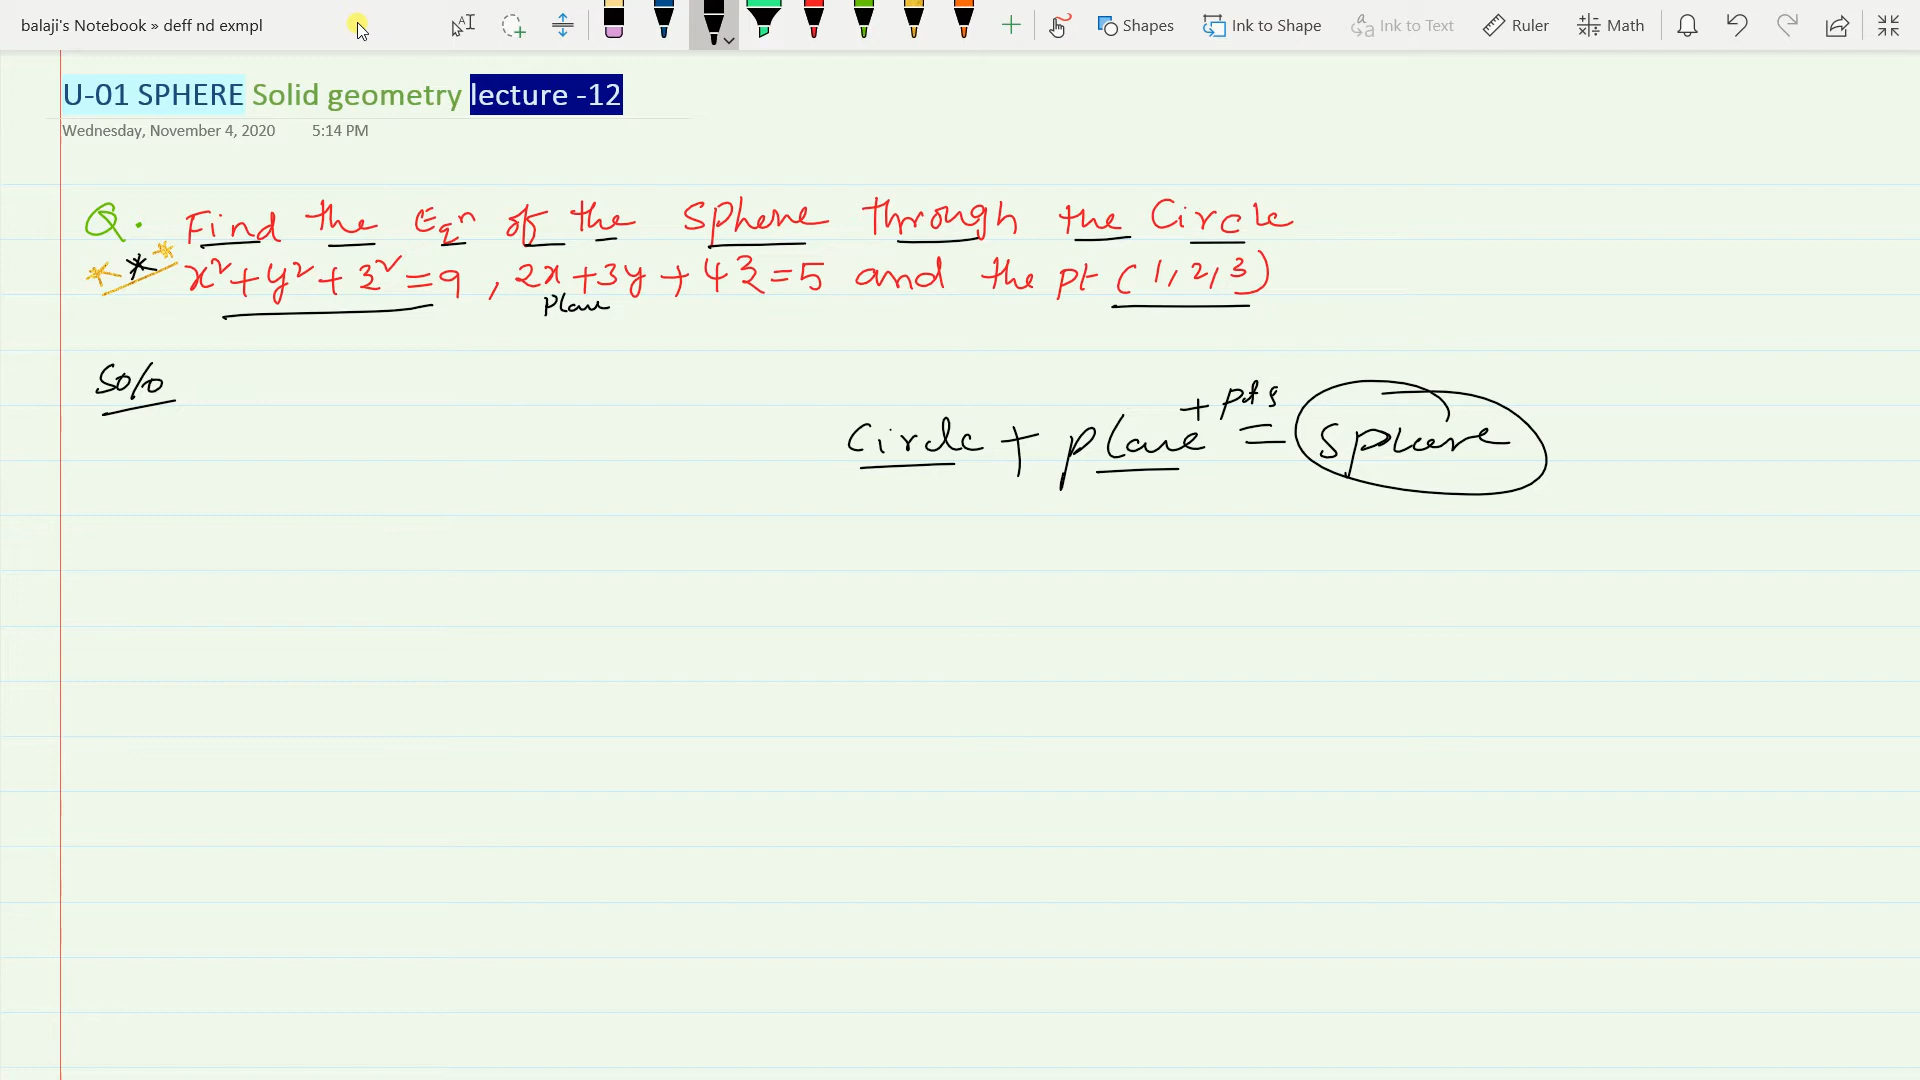 balaji's Notebook » deff nd exmpl
Shapes Ink to Shape Ink to Text Ruler Math
U-01 SPHERE Solid geometry lecture -12
Wednesday, November 4, 2020 5:14 PM
Q. Find the Eqn of the Sphere through the Circle
x²+y²+z²=9, 2x+3y+4z=5 and the pt (1,2,3)
plane
Soln
+ pts
Circle + plane = Sphere